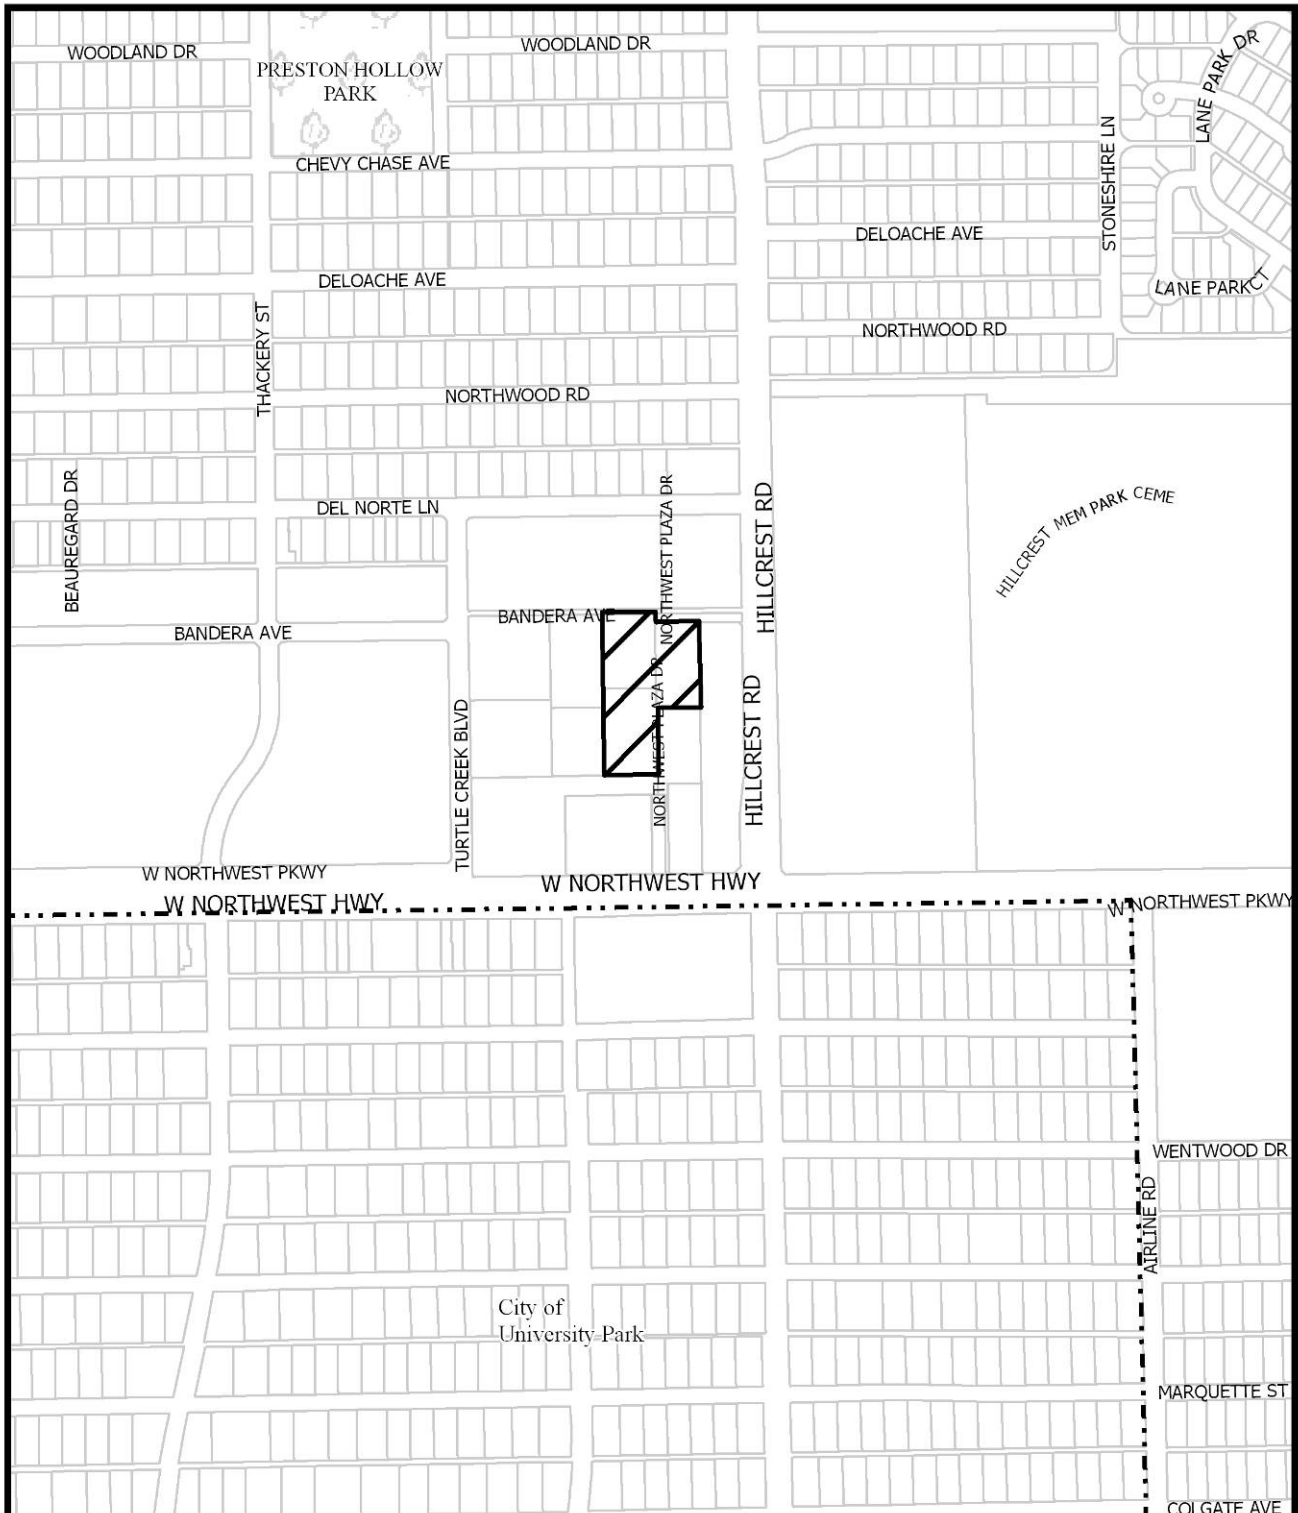 WOODLAND DR
WOODLAND DR
LANE PARK DR
PRESTON HOLLOW
PARK
CHEVY CHASE AVE
STONESHIRE LN
DELOACHE AVE
DELOACHE AVE
LANE PARK CT
THACKERY ST
NORTHWOOD RD
NORTHWOOD RD
BEAUREGARD DR
DEL NORTE LN
NORTHWEST PLAZA DR
HILLCREST RD
HILLCREST MEM PARK CEME
BANDERA AVE
BANDERA AVE
NORTHWEST PLAZA DR
HILLCREST RD
TURTLE CREEK BLVD
W NORTHWEST PKWY
W NORTHWEST HWY
W NORTHWEST HWY
W NORTHWEST PKWY
WENTWOOD DR
AIRLINE RD
City of
University Park
MARQUETTE ST
COLGATE AVE